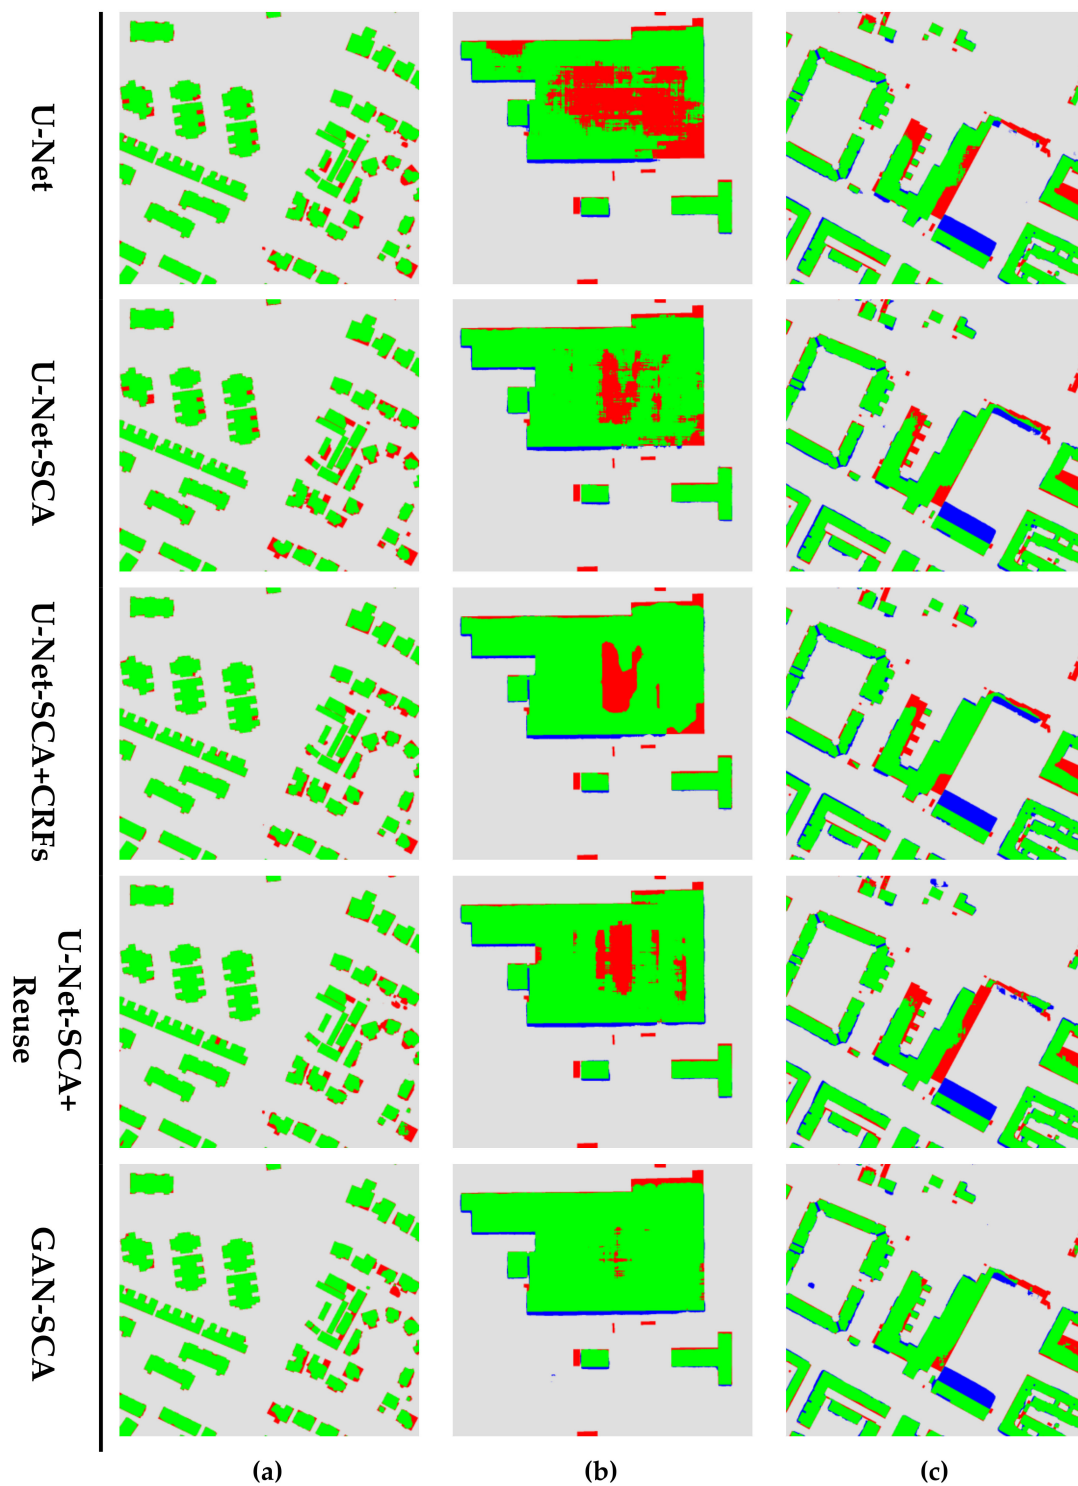 U-Net
U-Net-SCA
U-Net-SCA+CRFs
U-Net-SCA+
Reuse
GAN-SCA
(a)
(b)
(c)